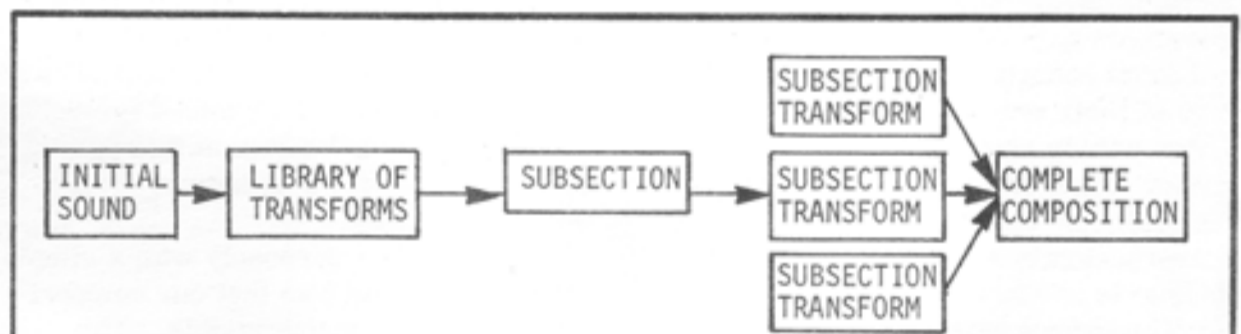 INITIAL
SOUND
LIBRARY OF
TRANSFORMS
SUBSECTION
SUBSECTION
TRANSFORM
SUBSECTION
TRANSFORM
SUBSECTION
TRANSFORM
COMPLETE
COMPOSITION